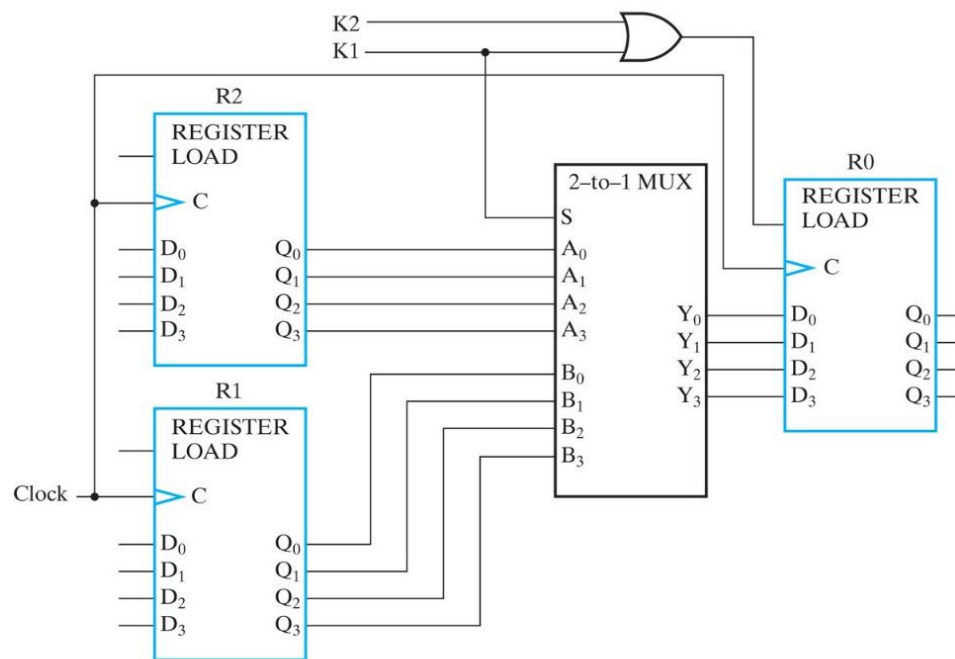 K2
K1
R2
REGISTER
LOAD
C
D₀ Q₀
D₁ Q₁
D₂ Q₂
D₃ Q₃
R1
REGISTER
LOAD
Clock C
D₀ Q₀
D₁ Q₁
D₂ Q₂
D₃ Q₃
2–to–1 MUX
S
A₀
A₁
A₂
A₃
B₀
B₁
B₂
B₃
Y₀
Y₁
Y₂
Y₃
R0
REGISTER
LOAD
C
D₀ Q₀
D₁ Q₁
D₂ Q₂
D₃ Q₃